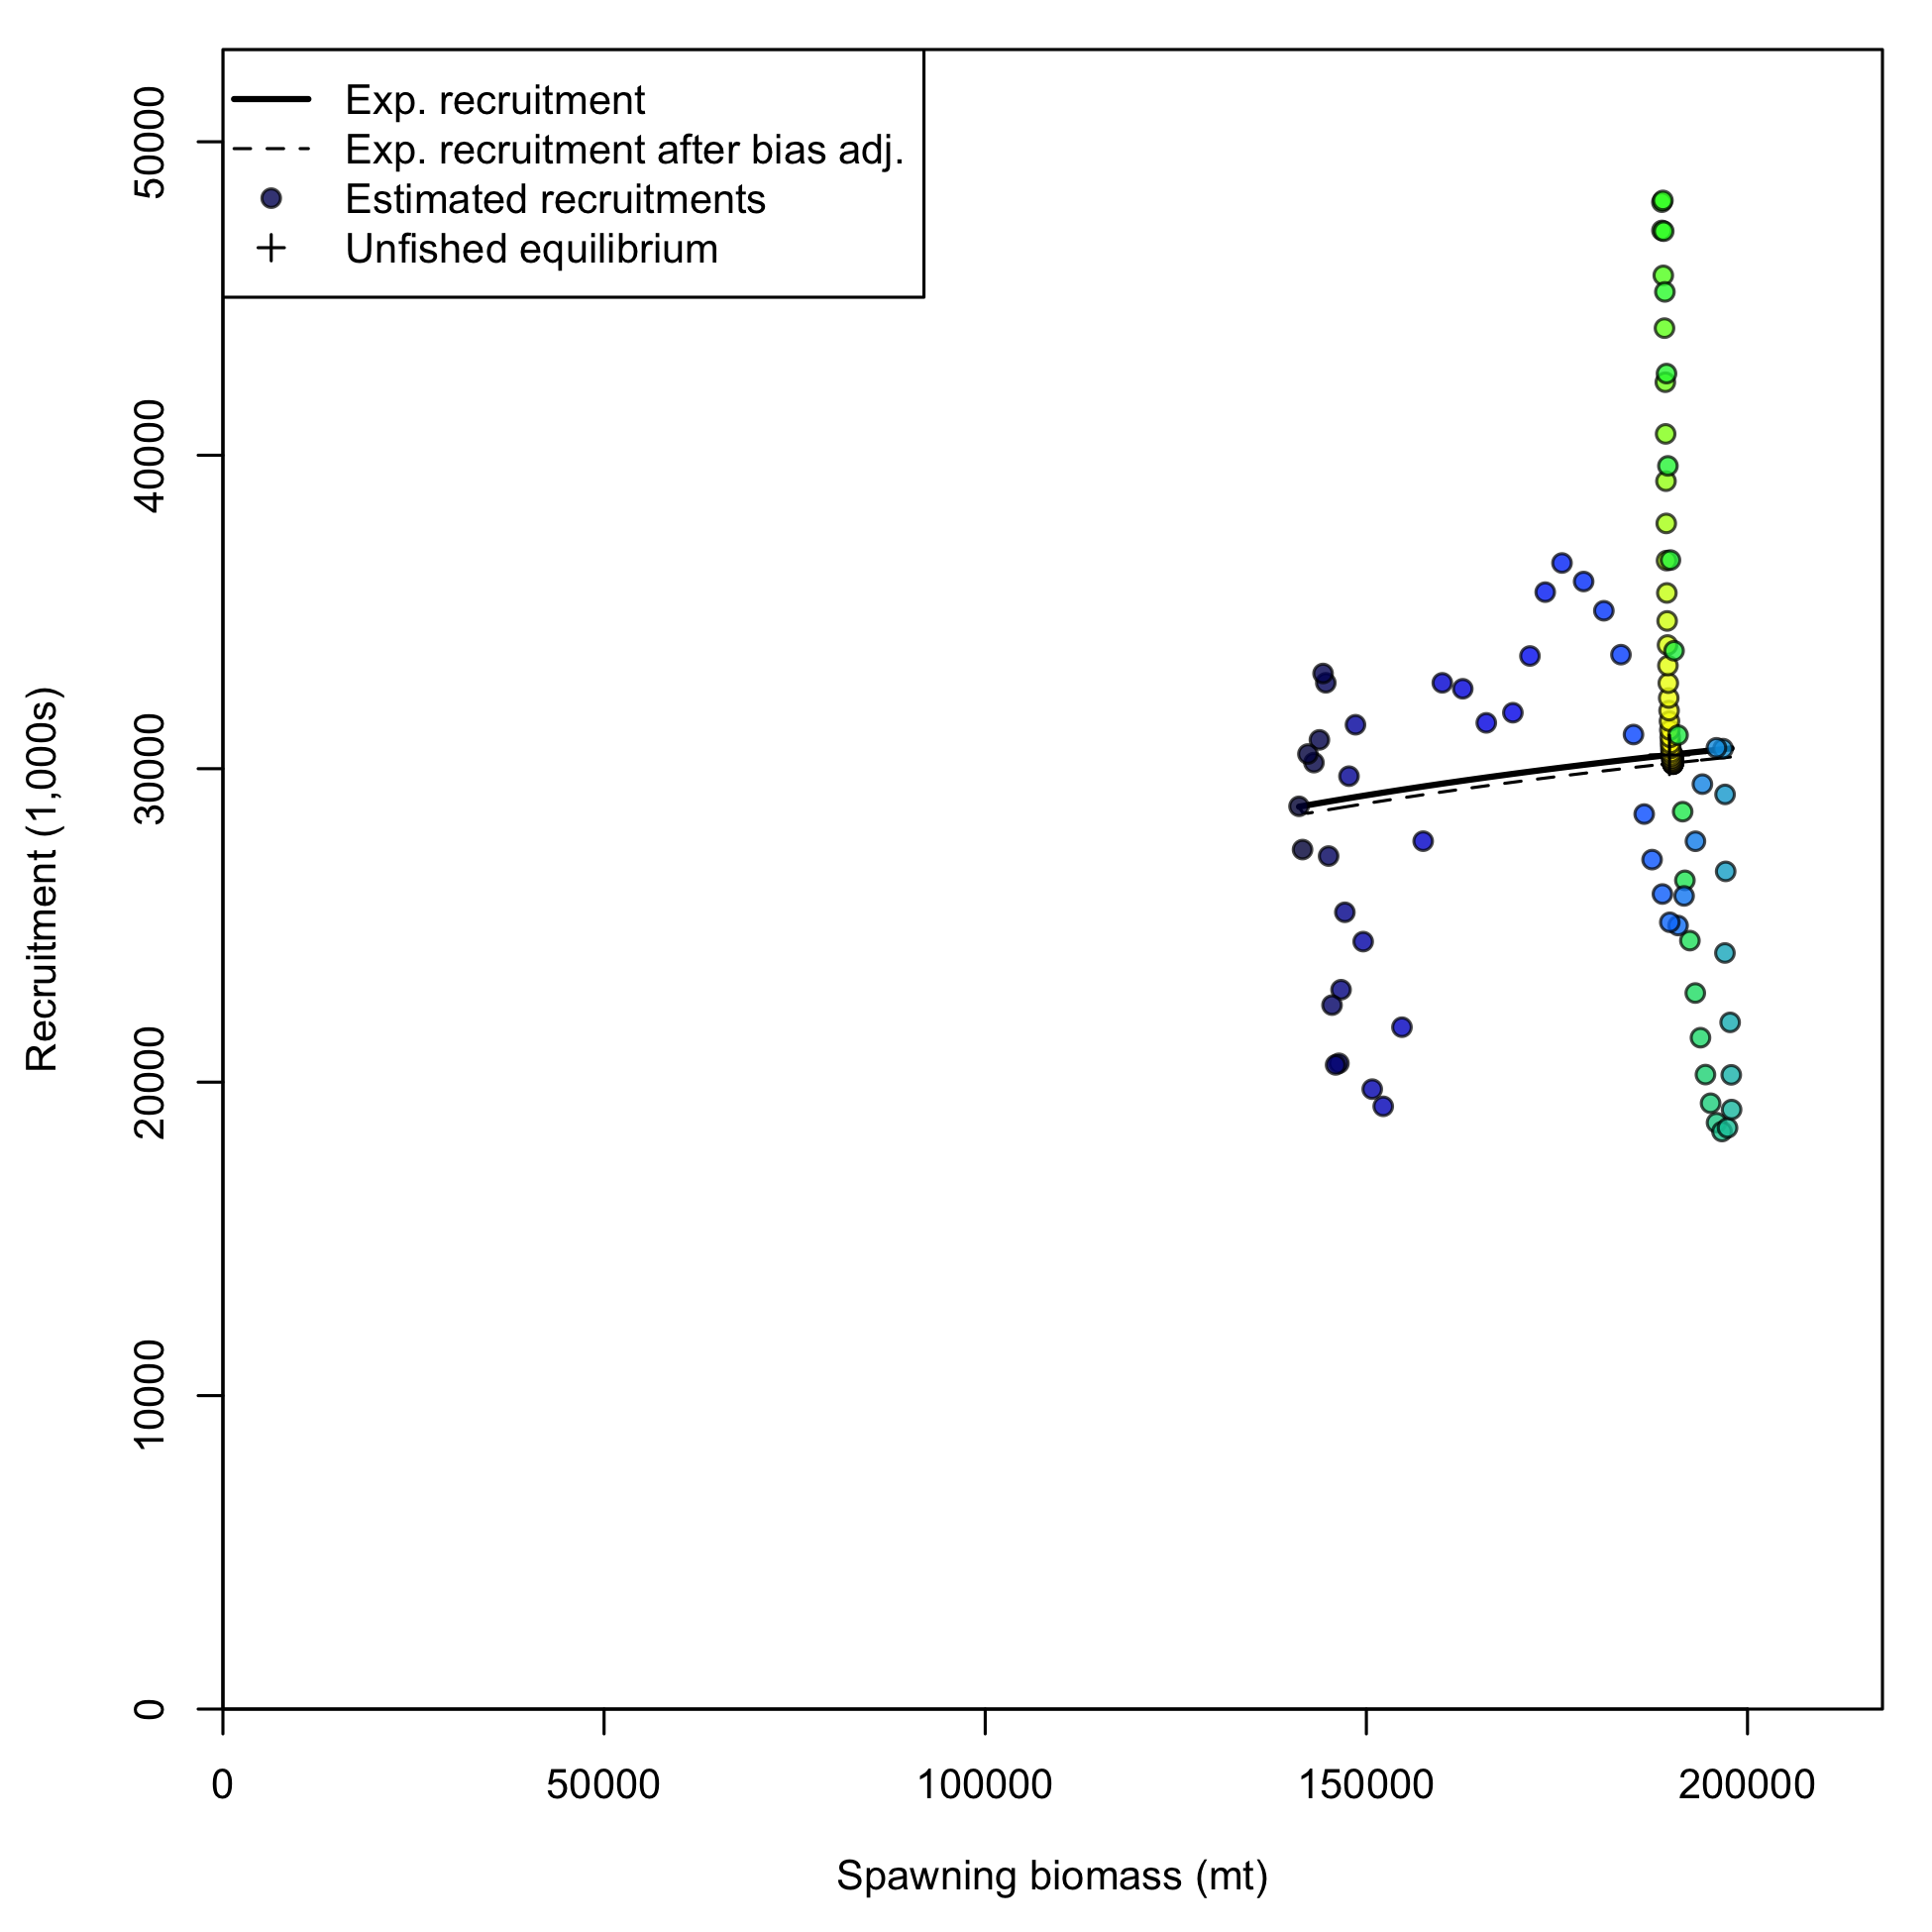 Exp. recruitment
Exp. recruitment after bias adj.
Estimated recruitments
Unfished equilibrium
50000
40000
30000
20000
10000
0
Recruitment (1,000s)
0 50000 100000 150000 200000
Spawning biomass (mt)